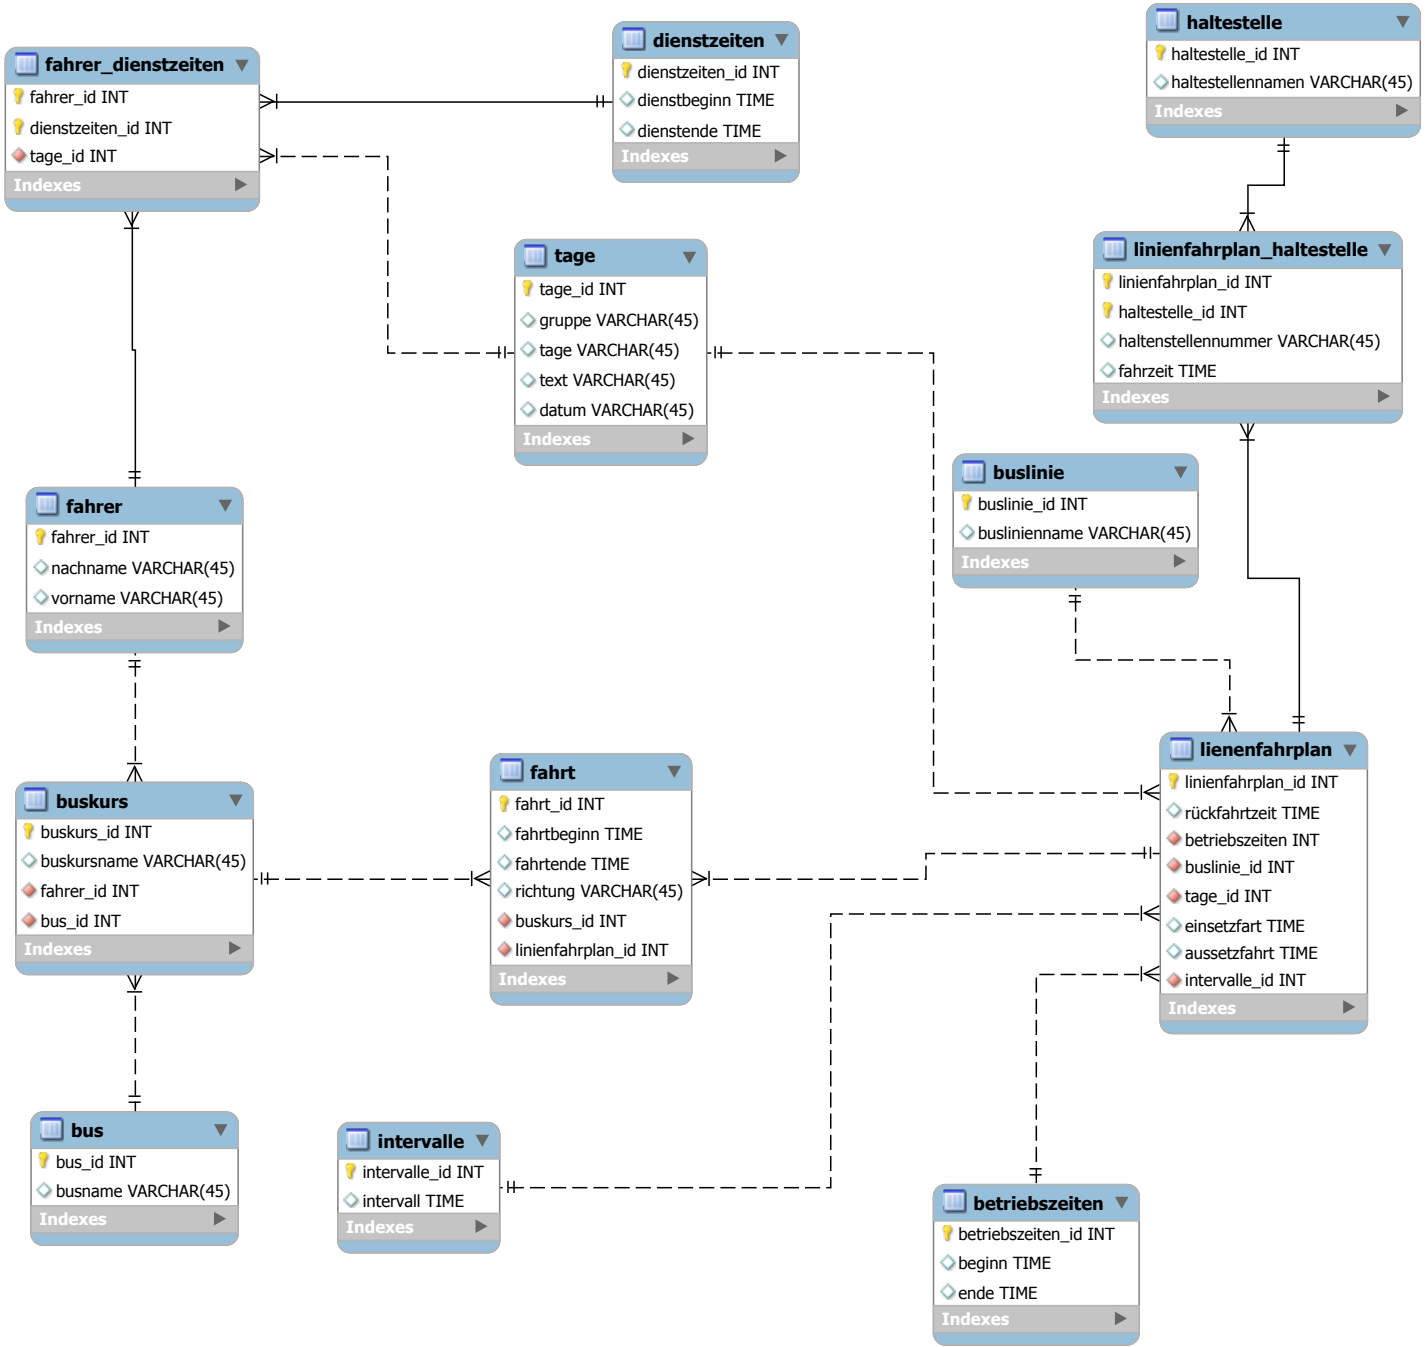 fahrer_dienstzeiten
fahrer_id INT
dienstzeiten_id INT
tage_id INT
Indexes
dienstzeiten
dienstzeiten_id INT
dienstbeginn TIME
dienstende TIME
Indexes
haltestelle
haltestelle_id INT
haltestellennamen VARCHAR(45)
Indexes
tage
tage_id INT
gruppe VARCHAR(45)
tage VARCHAR(45)
text VARCHAR(45)
datum VARCHAR(45)
Indexes
linienfahrplan_haltestelle
linienfahrplan_id INT
haltestelle_id INT
haltenstellennummer VARCHAR(45)
fahrzeit TIME
Indexes
fahrer
fahrer_id INT
nachname VARCHAR(45)
vorname VARCHAR(45)
Indexes
buslinie
buslinie_id INT
buslinienname VARCHAR(45)
Indexes
buskurs
buskurs_id INT
buskursname VARCHAR(45)
fahrer_id INT
bus_id INT
Indexes
fahrt
fahrt_id INT
fahrtbeginn TIME
fahrtende TIME
richtung VARCHAR(45)
buskurs_id INT
linienfahrplan_id INT
Indexes
lienenfahrplan
linienfahrplan_id INT
rückfahrtzeit TIME
betriebszeiten INT
buslinie_id INT
tage_id INT
einsetzfart TIME
aussetzfahrt TIME
intervalle_id INT
Indexes
bus
bus_id INT
busname VARCHAR(45)
Indexes
intervalle
intervalle_id INT
intervall TIME
Indexes
betriebszeiten
betriebszeiten_id INT
beginn TIME
ende TIME
Indexes